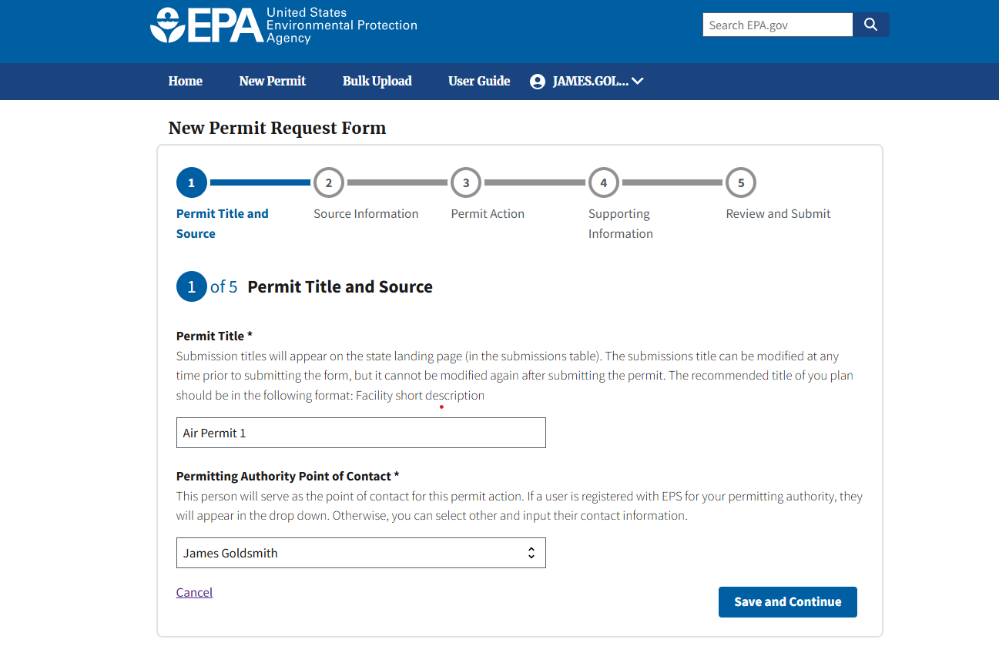 EPA
United States
Environmental Protection
Agency
Search EPA.gov
Home New Permit Bulk Upload User Guide JAMES.GOL...
New Permit Request Form
1 2 3 4 5
Permit Title and Source
Source Information
Permit Action
Supporting Information
Review and Submit
1 of 5 Permit Title and Source
Permit Title *
Submission titles will appear on the state landing page (in the submissions table). The submissions title can be modified at any
time prior to submitting the form, but it cannot be modified again after submitting the permit. The recommended title of you plan
should be in the following format: Facility short description
Air Permit 1
Permitting Authority Point of Contact *
This person will serve as the point of contact for this permit action. If a user is registered with EPS for your permitting authority, they
will appear in the drop down. Otherwise, you can select other and input their contact information.
James Goldsmith
Cancel
Save and Continue